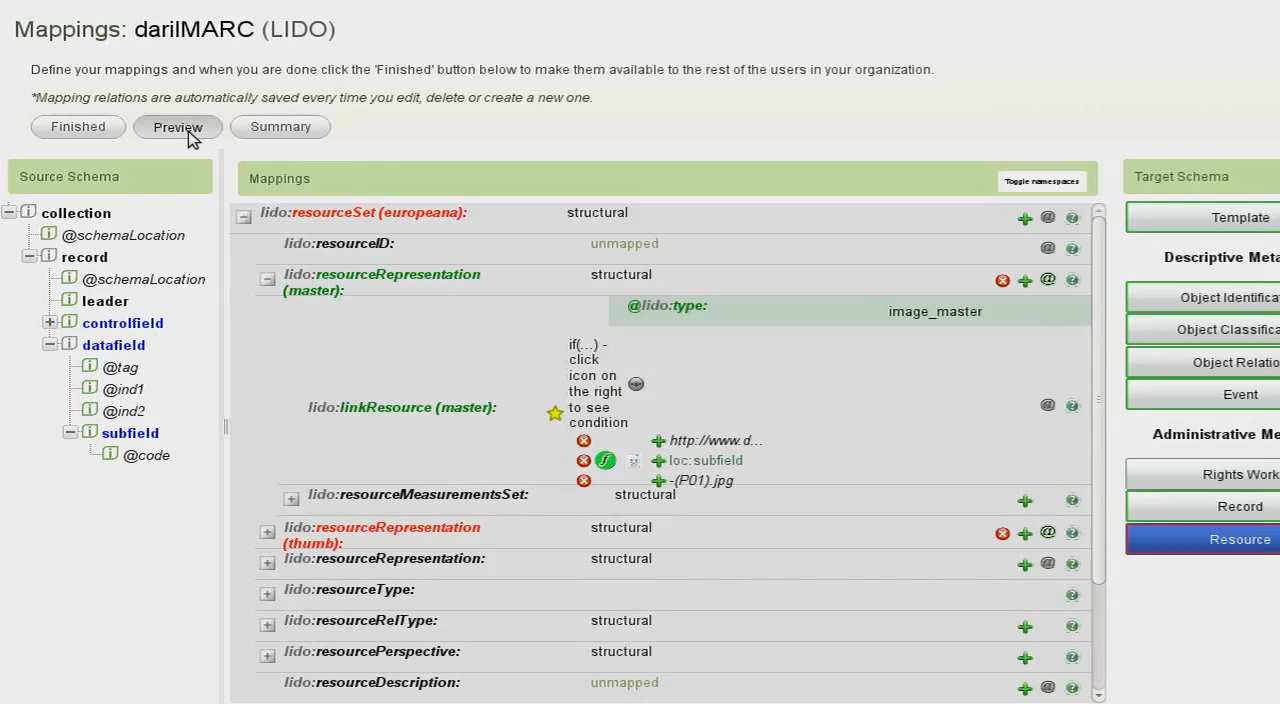 Mappings: darilMARC (LIDO)
Define your mappings and when you are done click the 'Finished' button below to make them available to the rest of the users in your organization.
*Mapping relations are automatically saved every time you edit, delete or create a new one.
Finished
Preview
Summary
Source Schema
collection
@schemaLocation
record
@schemaLocation
leader
controlfield
datafield
@tag
@ind1
@ind2
subfield
@code
Mappings
Toggle namespaces
lido:resourceSet (europeana): structural
lido:resourceID: unmapped
lido:resourceRepresentation structural
(master):
@lido:type: image_master
if(...) -
click
icon on
the right
to see
condition
lido:linkResource (master):
http://www.d...
loc:subfield
-(P01).jpg
lido:resourceMeasurementsSet: structural
lido:resourceRepresentation structural
(thumb):
lido:resourceRepresentation: structural
lido:resourceType:
lido:resourceRelType: structural
lido:resourcePerspective: structural
lido:resourceDescription: unmapped
Target Schema
Template
Descriptive Meta
Object Identifica
Object Classifica
Object Relatio
Event
Administrative Me
Rights Work
Record
Resource